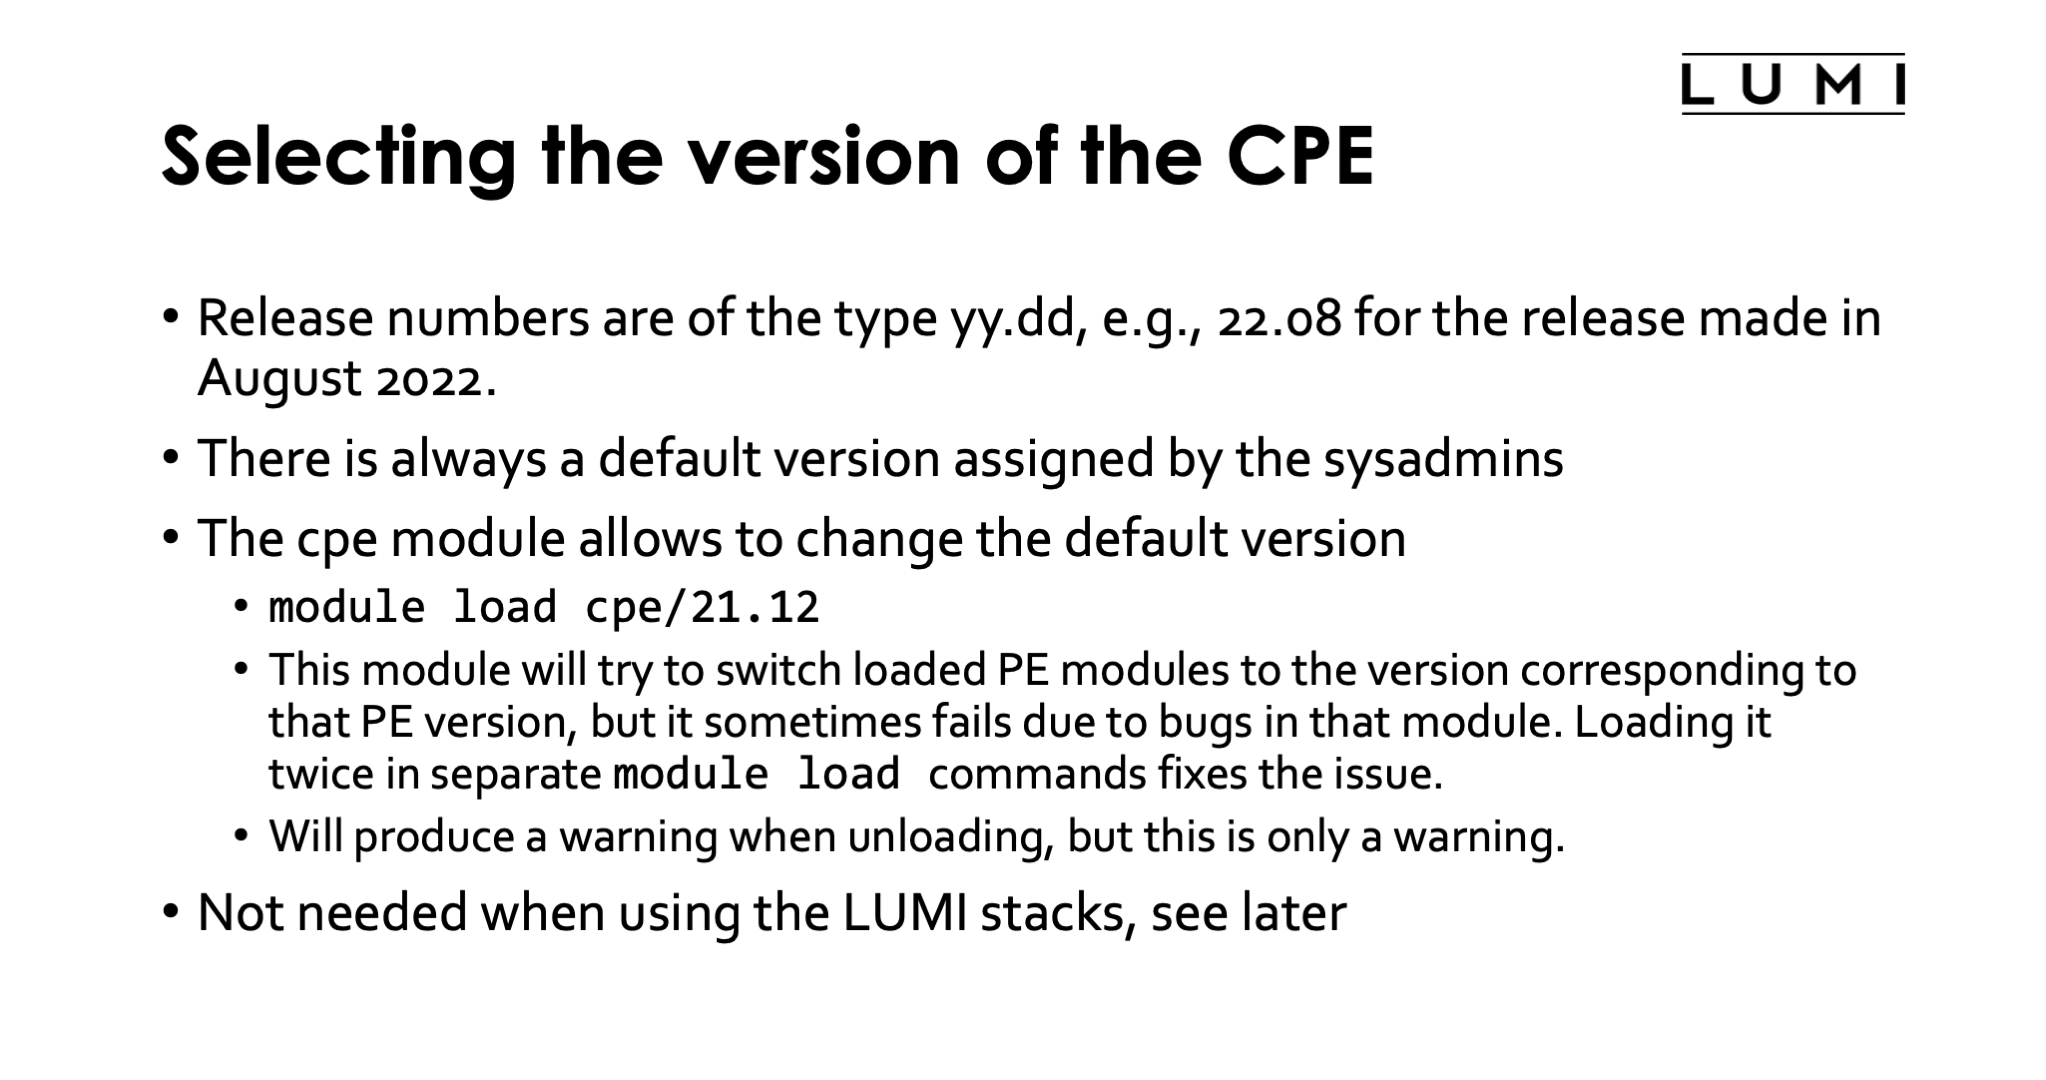 LUMI
Selecting the version of the CPE
• Release numbers are of the type yy.dd, e.g., 22.08 for the release made in
August 2022.
• There is always a default version assigned by the sysadmins
• The cpe module allows to change the default version
• module load cpe/21.12
• This module will try to switch loaded PE modules to the version corresponding to
that PE version, but it sometimes fails due to bugs in that module. Loading it
twice in separate module load commands fixes the issue.
• Will produce a warning when unloading, but this is only a warning.
• Not needed when using the LUMI stacks, see later